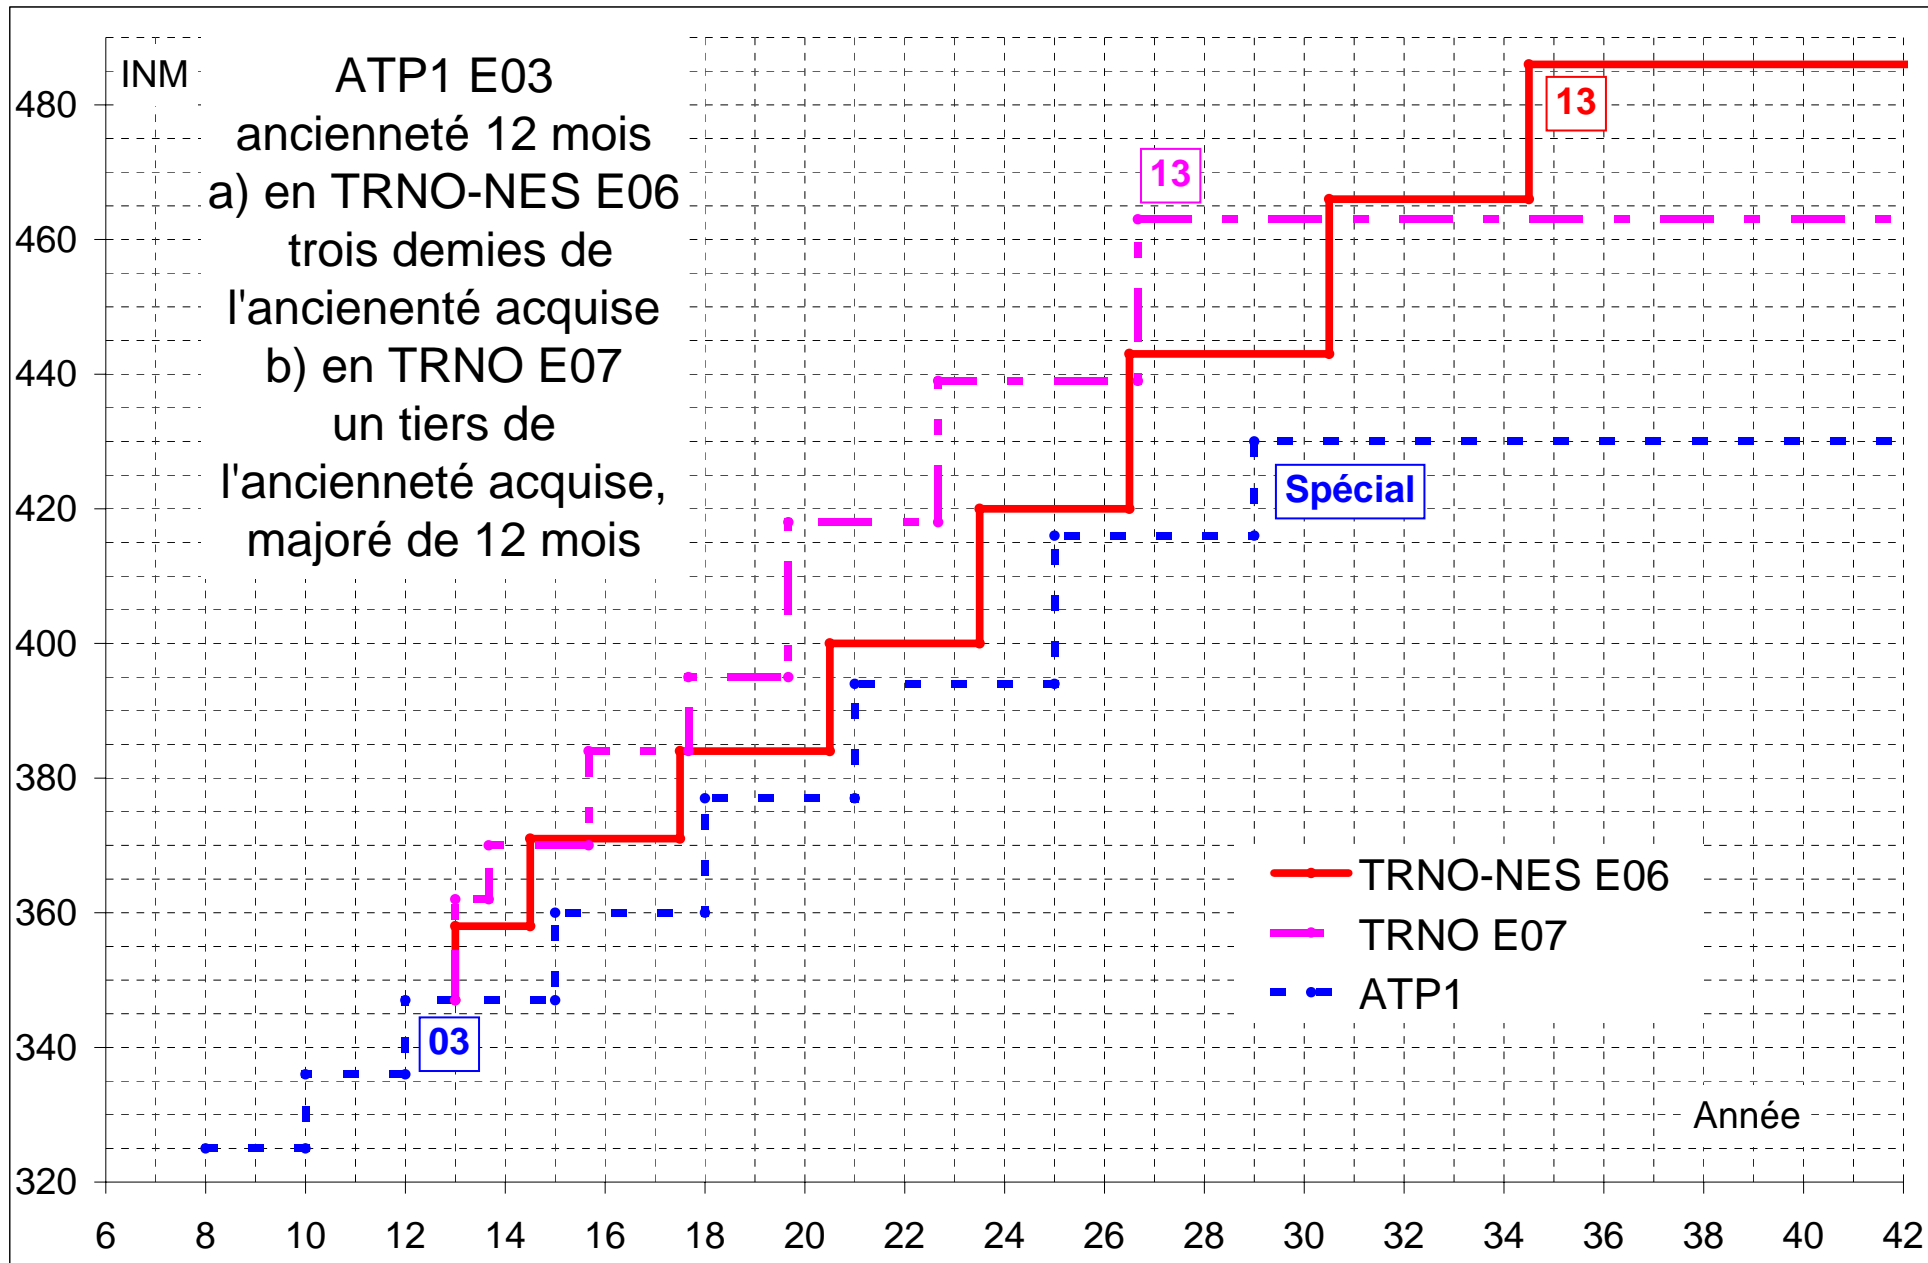 INM
ATP1 E03
ancienneté 12 mois
a) en TRNO-NES E06
trois demies de
l'ancienenté acquise
b) en TRNO E07
un tiers de
l'ancienneté acquise,
majoré de 12 mois
480
460
440
420
400
380
360
340
320
13
13
Spécial
03
TRNO-NES E06
TRNO E07
ATP1
Année
6 8 10 12 14 16 18 20 22 24 26 28 30 32 34 36 38 40 42